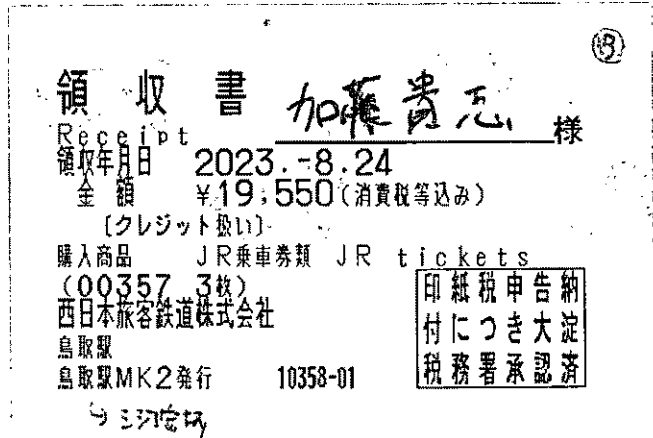 ⑬
領収書 加藤貴志 様
Receipt
領収年月日 2023.-8.24
金額 ¥19,550(消費税等込み)
[クレジット扱い]
購入商品 JR乗車券類 JR tickets
(00357 3枚)
西日本旅客鉄道株式会社
鳥取駅
鳥取駅MK2発行 10358-01
印紙税申告納
付につき大淀
税務署承認済